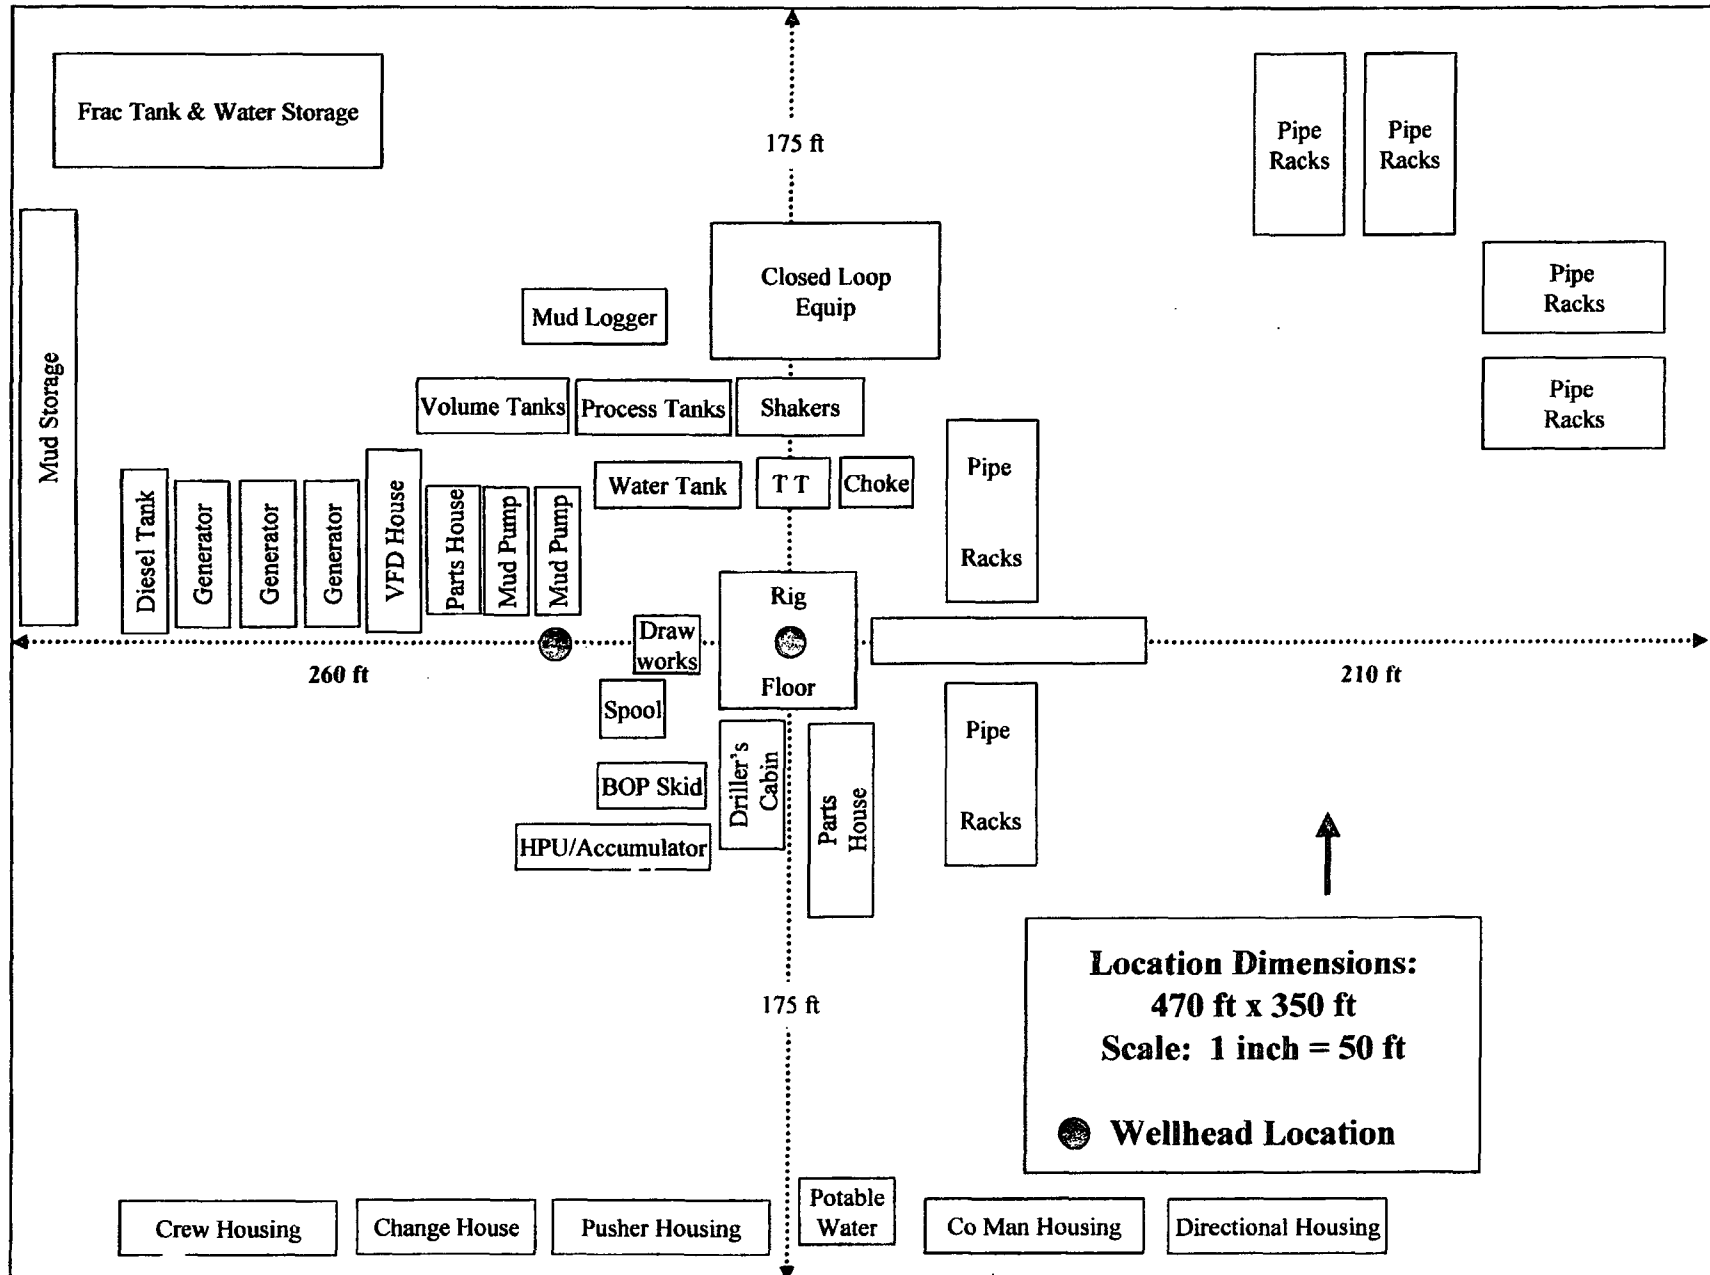 Frac Tank & Water Storage
175 ft
Pipe
Racks
Pipe
Racks
Mud Storage
Closed Loop
Equip
Pipe
Racks
Mud Logger
Pipe
Racks
Volume Tanks
Process Tanks
Shakers
Diesel Tank
Generator
Generator
Generator
VFD House
Parts House
Mud Pump
Mud Pump
Water Tank
T T
Choke
Pipe
Racks
Rig
Floor
Draw
works
260 ft
210 ft
Spool
BOP Skid
HPU/Accumulator
Driller's
Cabin
Parts
House
Pipe
Racks
175 ft
Location Dimensions:
470 ft x 350 ft
Scale: 1 inch = 50 ft
Wellhead Location
Crew Housing
Change House
Pusher Housing
Potable
Water
Co Man Housing
Directional Housing